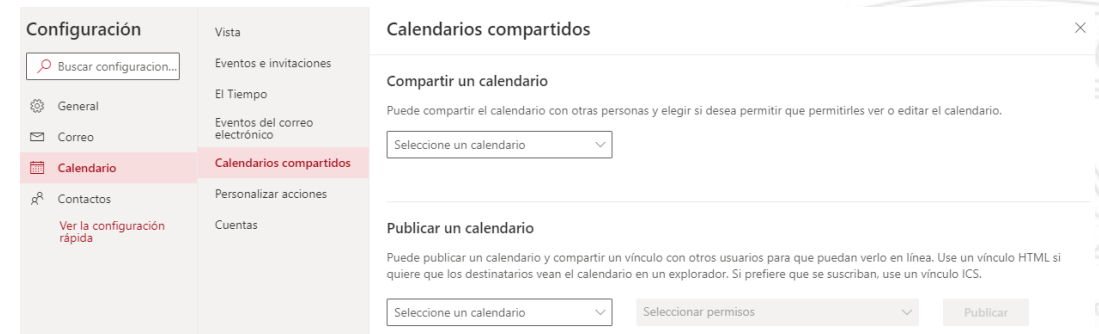 Configuración
Buscar configuracion...
General
Correo
Calendario
Contactos
Ver la configuración
rápida
Vista
Eventos e invitaciones
El Tiempo
Eventos del correo
electrónico
Calendarios compartidos
Personalizar acciones
Cuentas
Calendarios compartidos
Compartir un calendario
Puede compartir el calendario con otras personas y elegir si desea permitir que permitirles ver o editar el calendario.
Seleccione un calendario
Publicar un calendario
Puede publicar un calendario y compartir un vínculo con otros usuarios para que puedan verlo en línea. Use un vínculo HTML si
quiere que los destinatarios vean el calendario en un explorador. Si prefiere que se suscriban, use un vínculo ICS.
Seleccione un calendario
Seleccionar permisos
Publicar